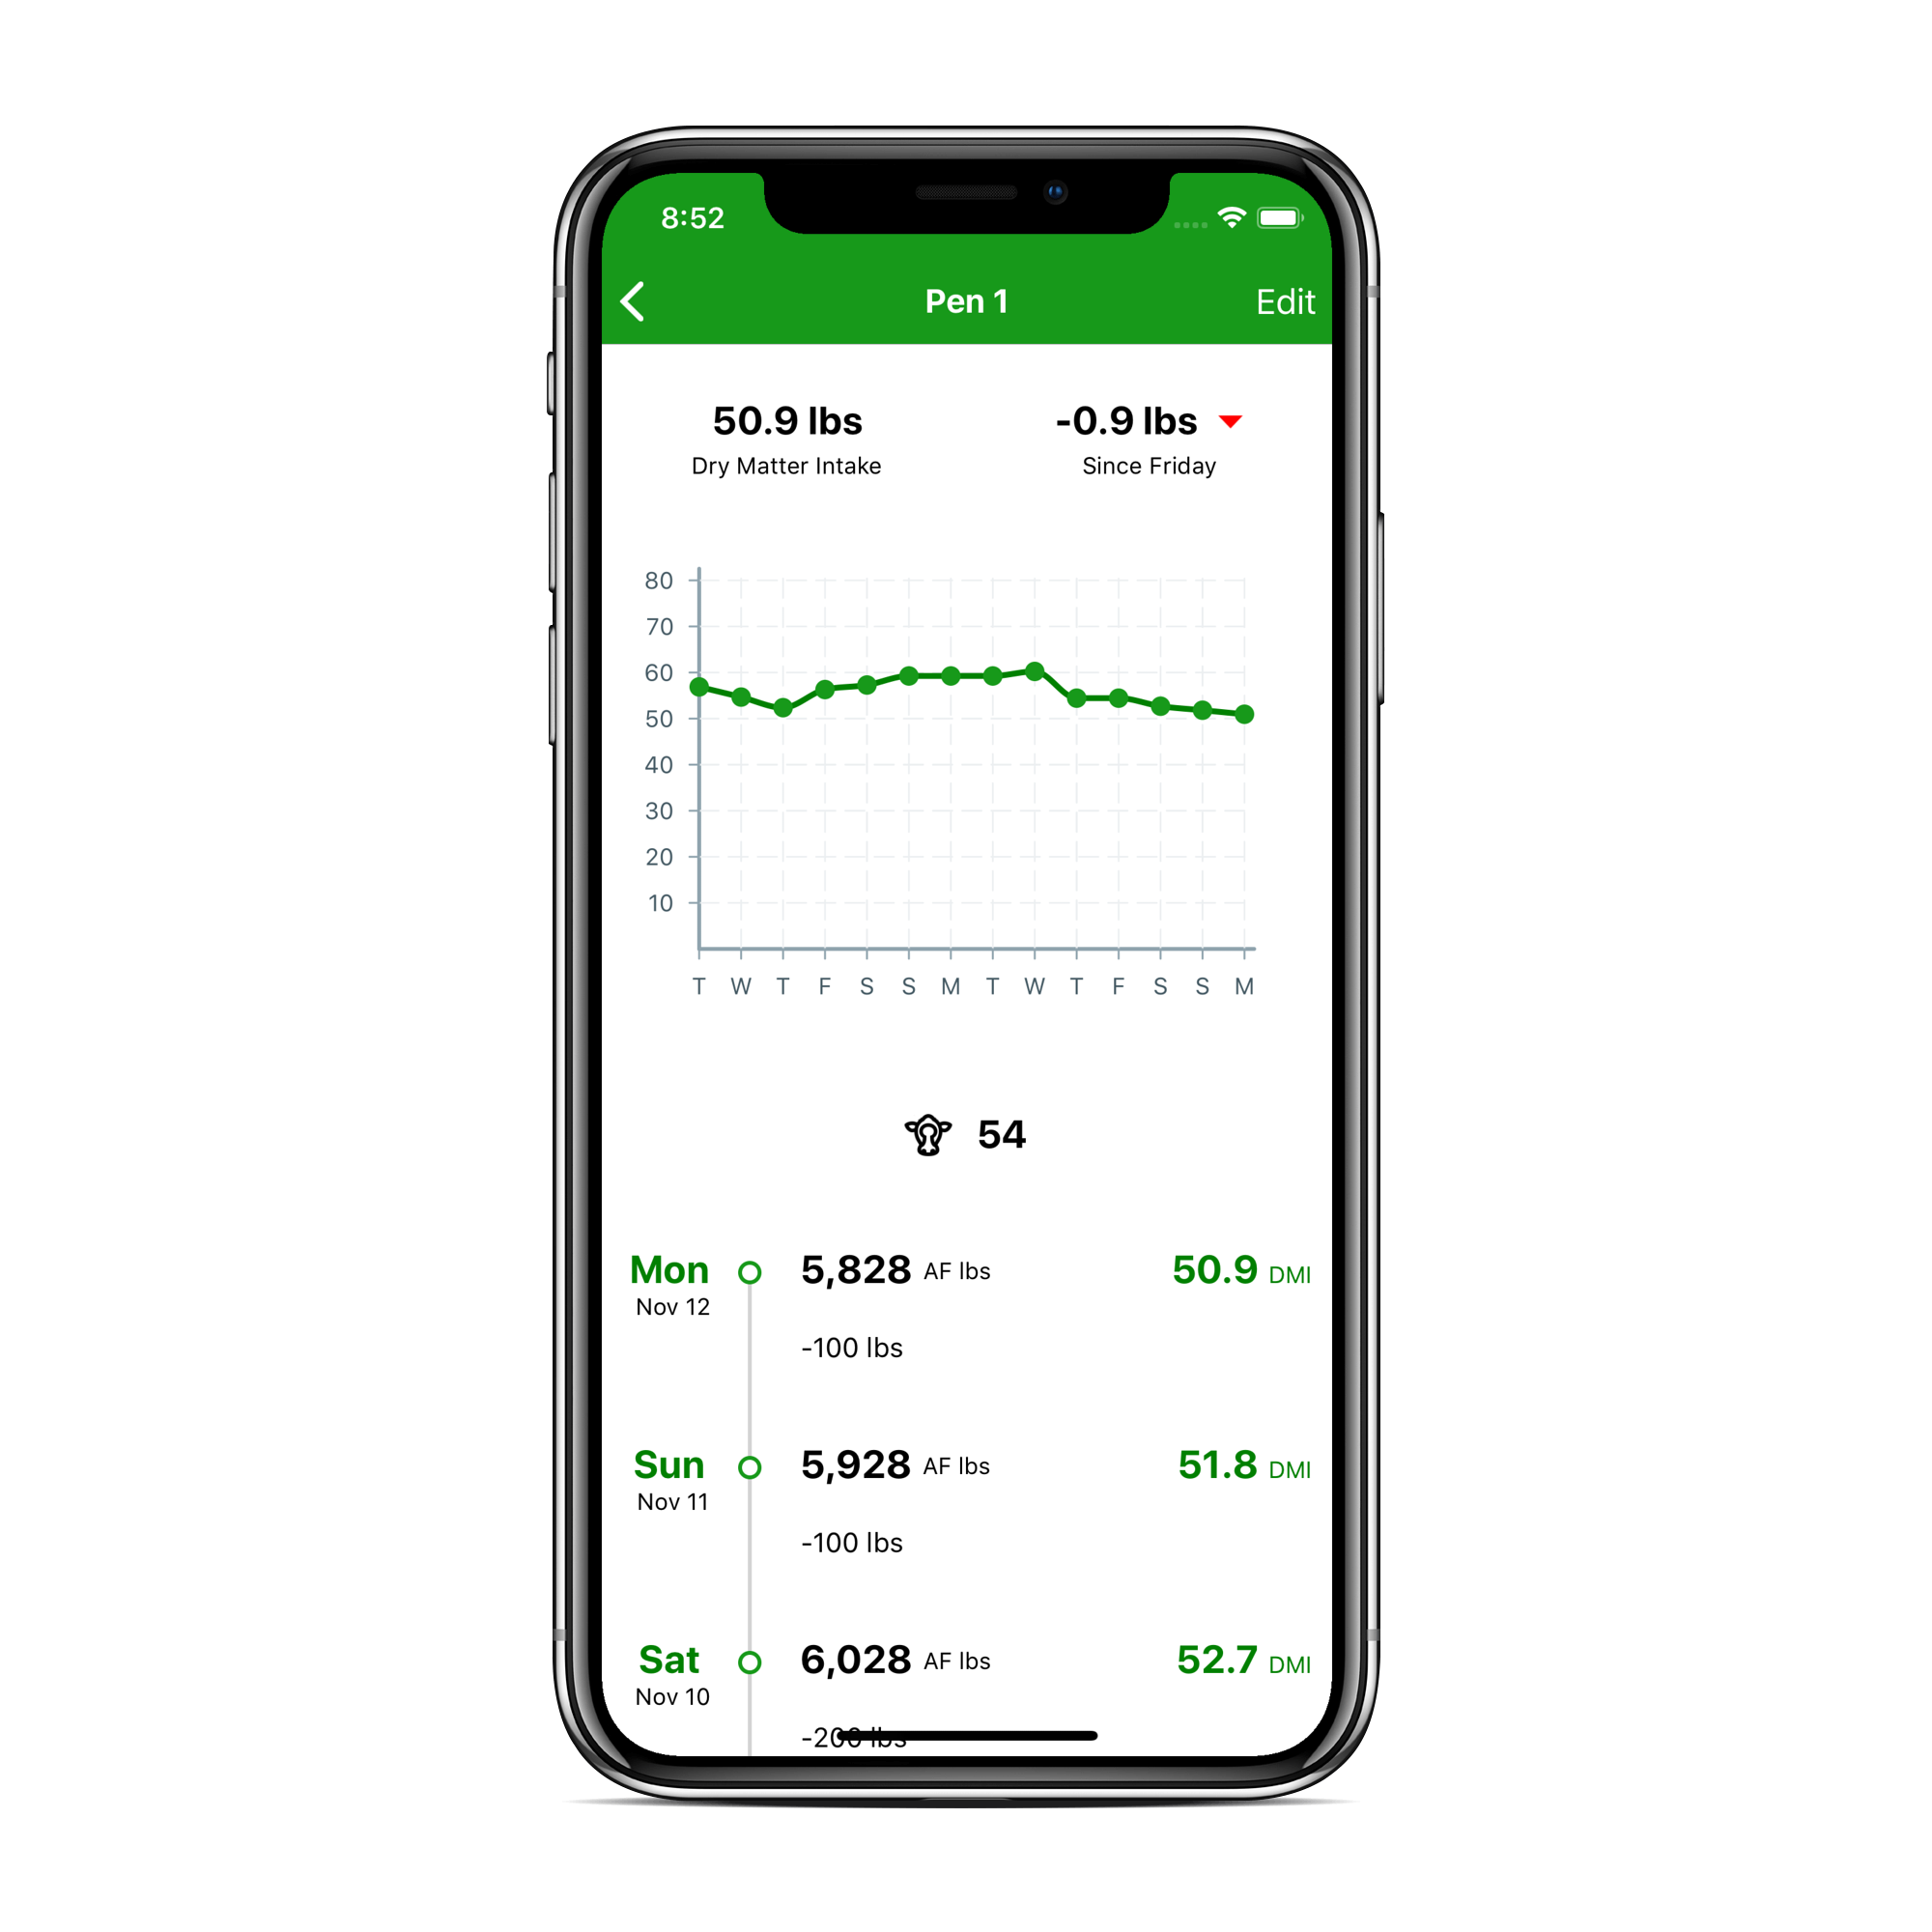 8:52
Pen 1 Edit
50.9 lbs -0.9 lbs
Dry Matter Intake Since Friday
80
70
60
50
40
30
20
10
T W T F S S M T W T F S S M
54
Mon 5,828 AF lbs 50.9 DMI
Nov 12
-100 lbs
Sun 5,928 AF lbs 51.8 DMI
Nov 11
-100 lbs
Sat 6,028 AF lbs 52.7 DMI
Nov 10
-200 lbs